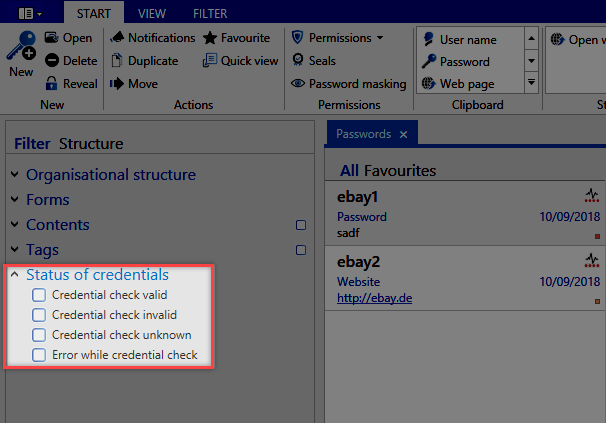 START VIEW FILTER
New
Open
Delete
Reveal
New
Notifications
Duplicate
Move
Favourite
Quick view
Actions
Permissions
Seals
Password masking
Permissions
User name
Password
Web page
Clipboard
Open w
St
Filter Structure
Organisational structure
Forms
Contents
Tags
Status of credentials
Credential check valid
Credential check invalid
Credential check unknown
Error while credential check
Passwords ×
All Favourites
ebay1
Password 10/09/2018
sadf
ebay2
Website 10/09/2018
http://ebay.de